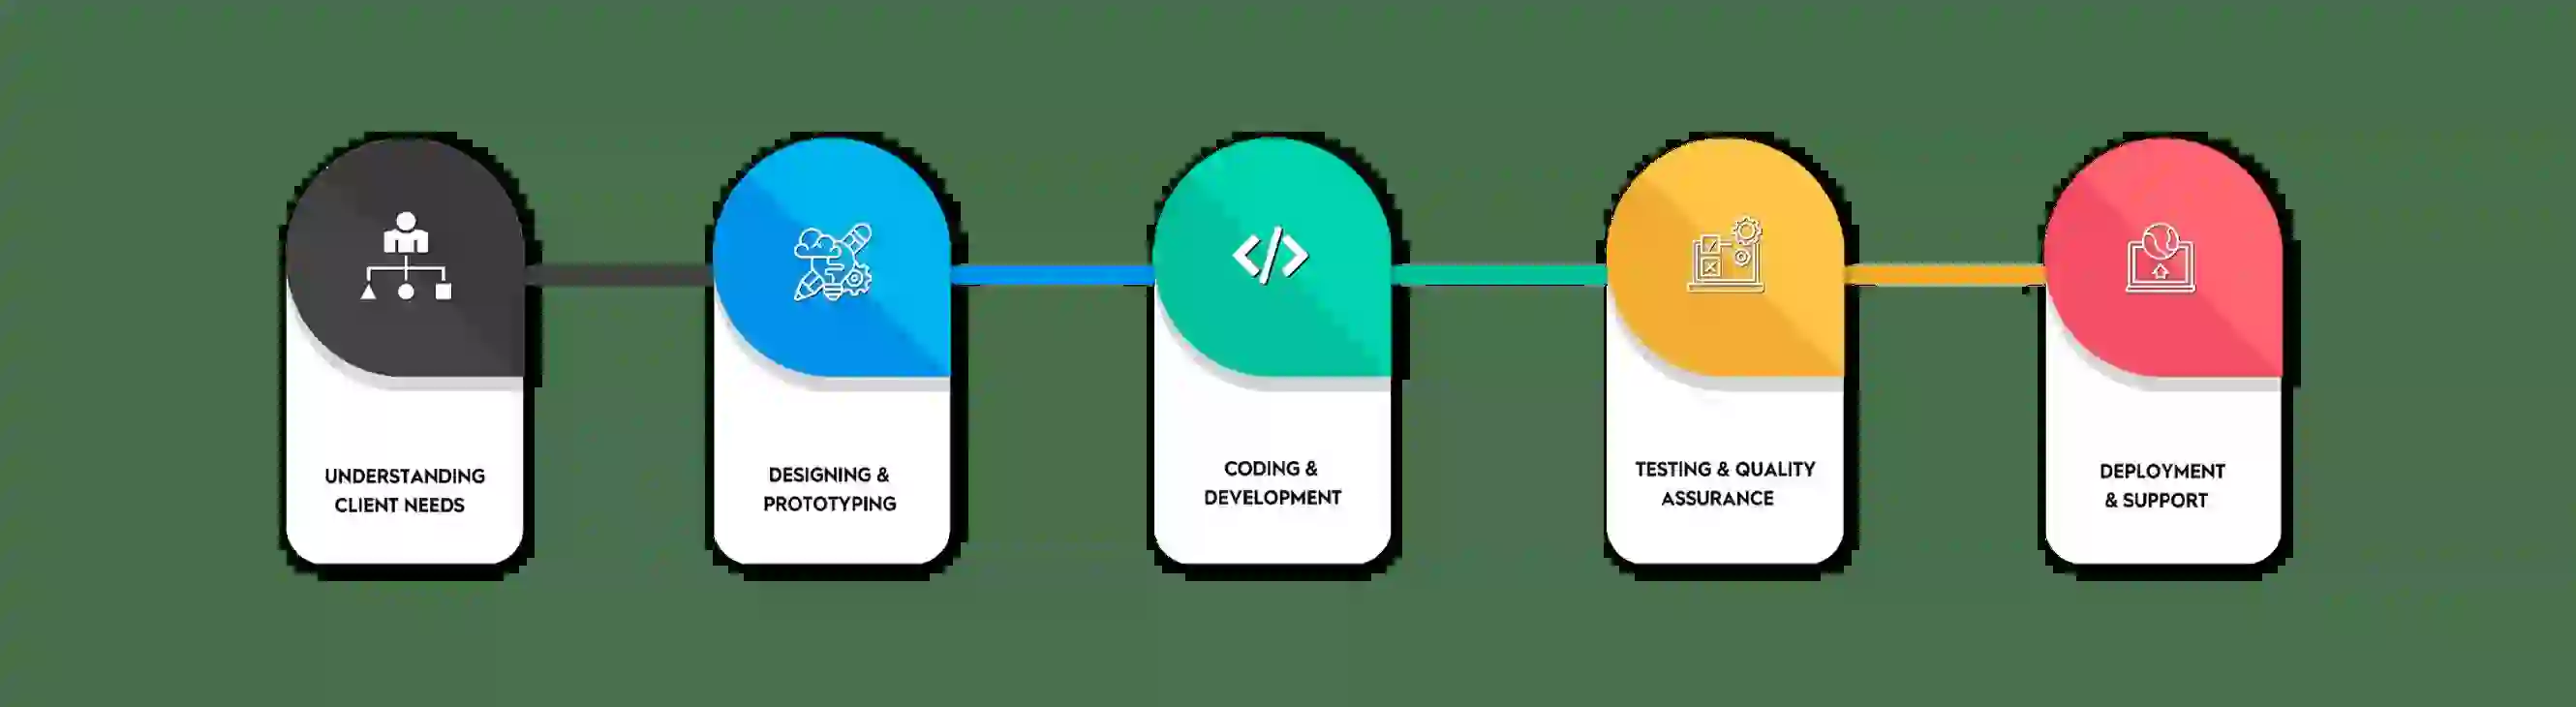 UNDERSTANDING
CLIENT NEEDS
DESIGNING &
PROTOTYPING
CODING &
DEVELOPMENT
TESTING & QUALITY
ASSURANCE
DEPLOYMENT
& SUPPORT